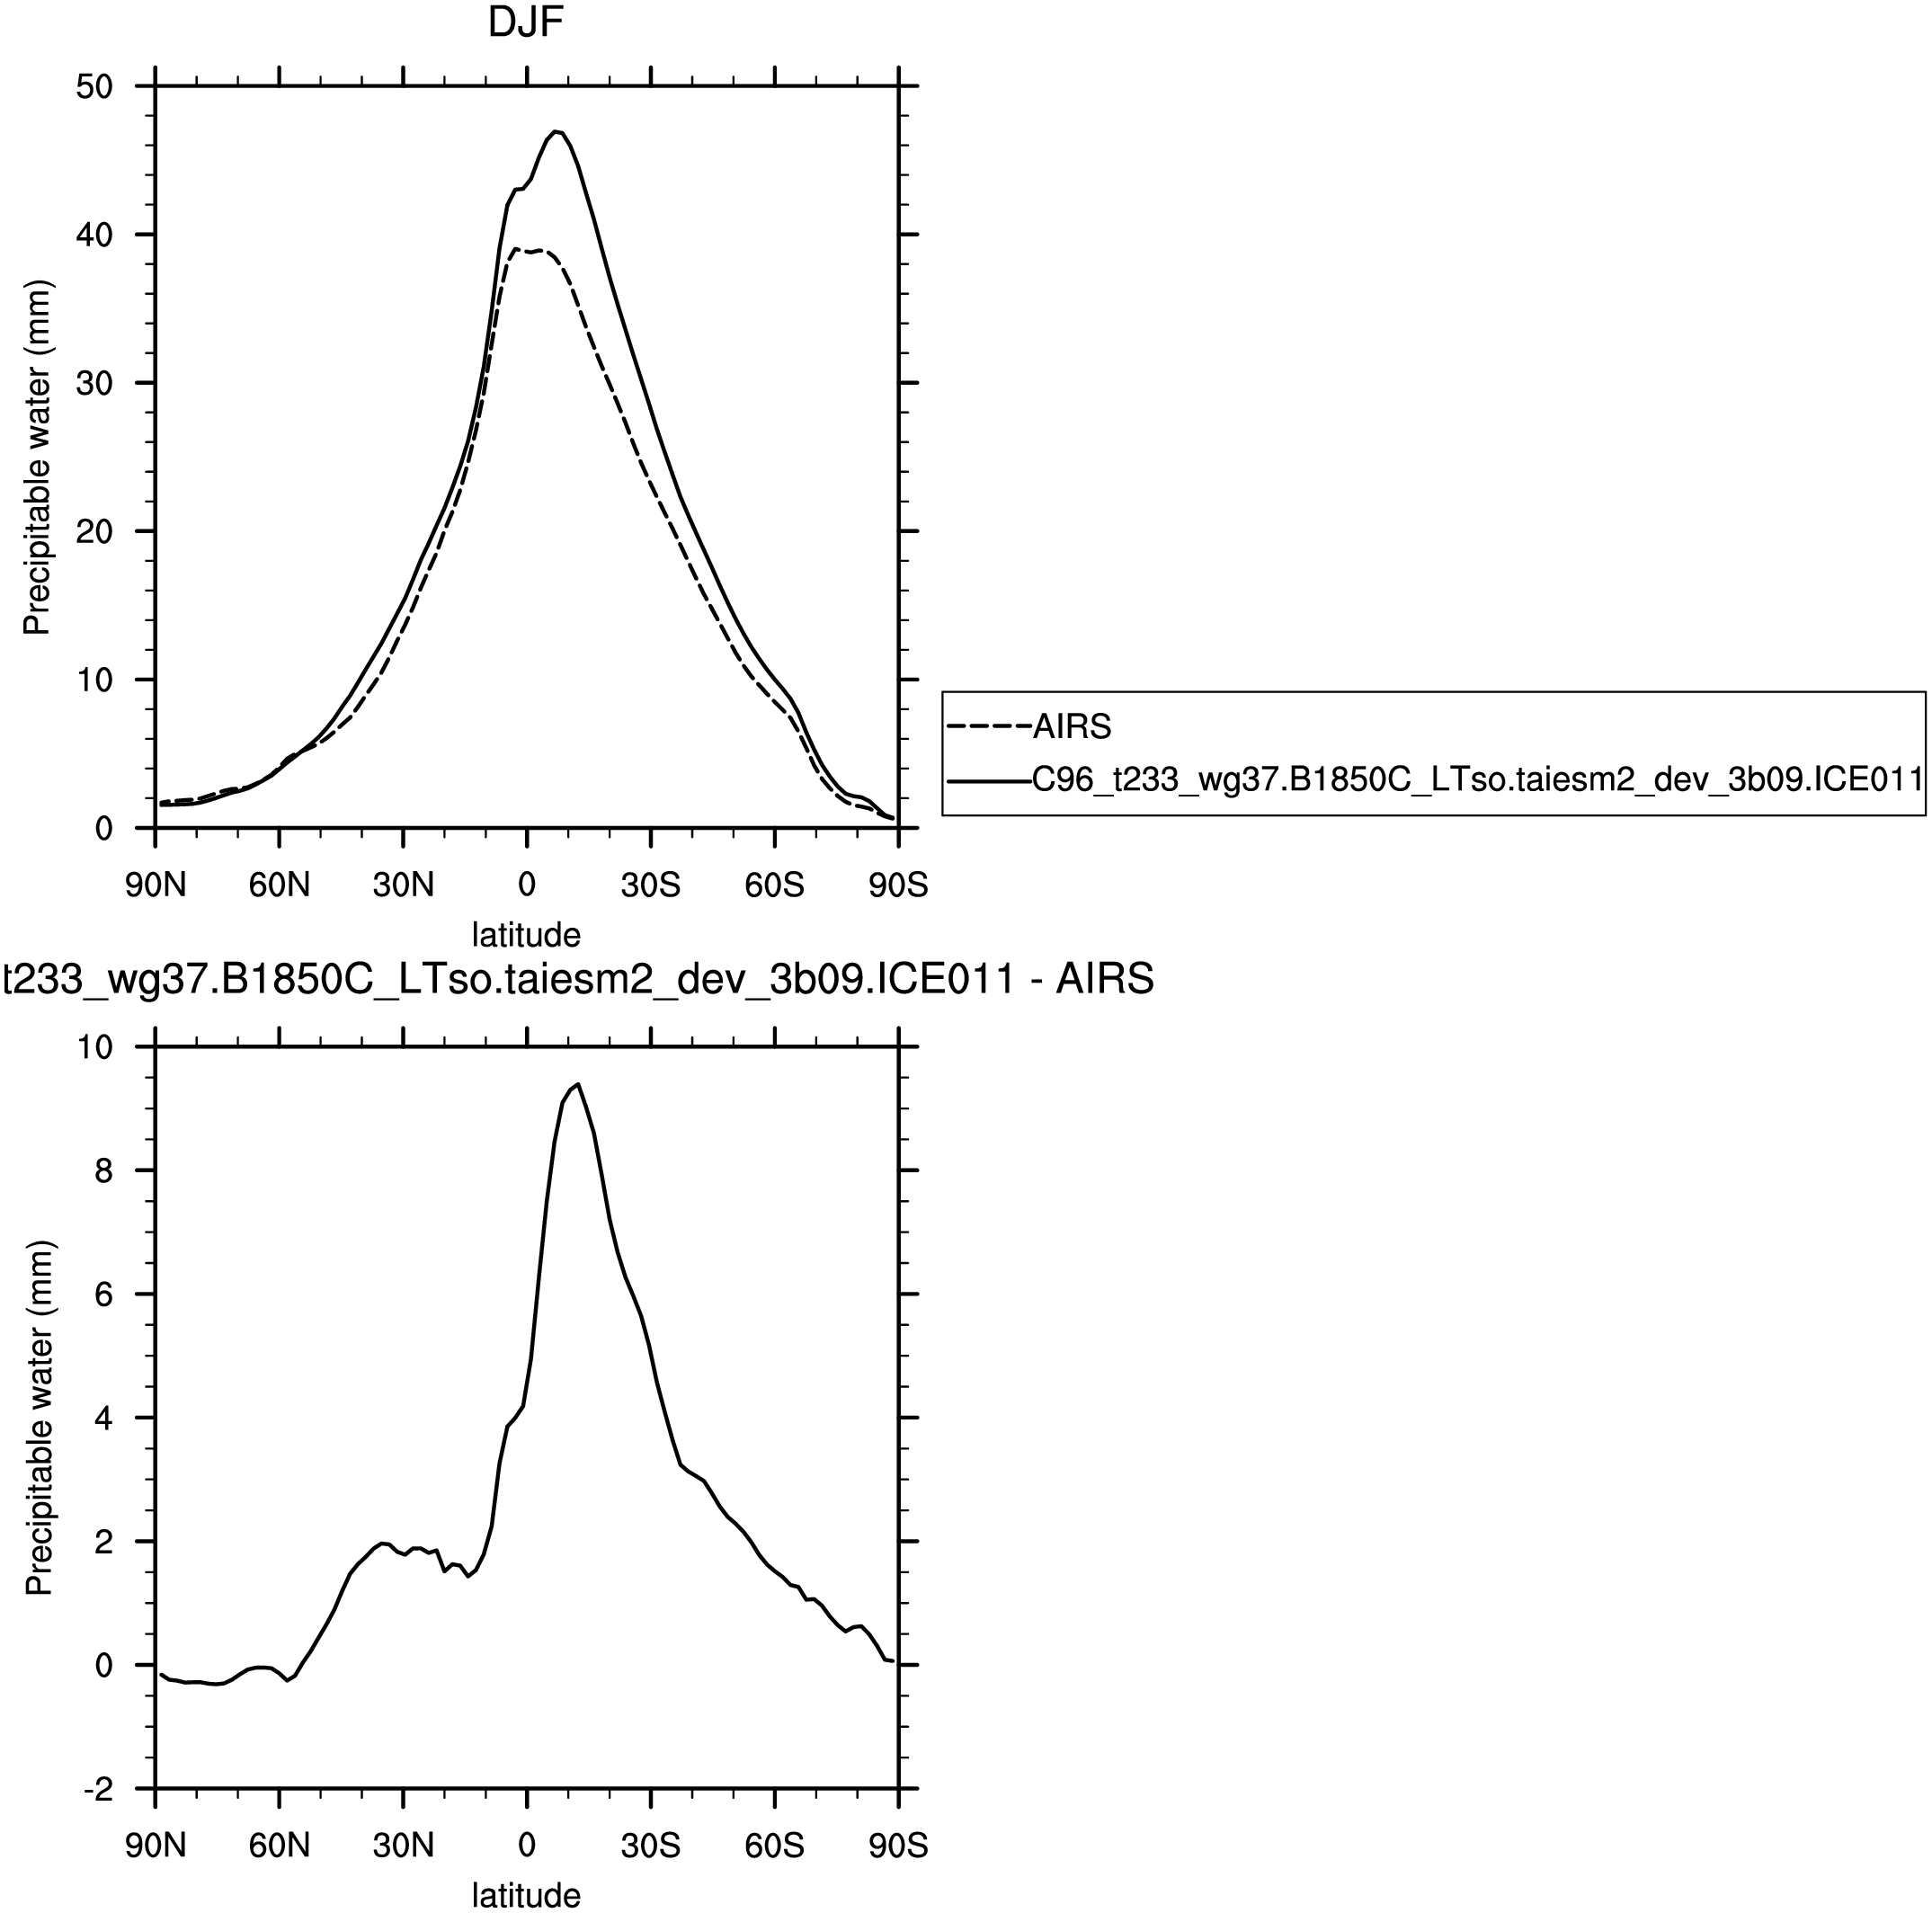 DJF
Precipitable water (mm)
50
40
30
20
10
0
90N 60N 30N 0 30S 60S 90S
latitude
AIRS
C96_t233_wg37.B1850C_LTso.taiesm2_dev_3b09.ICE011
t233_wg37.B1850C_LTso.taiesm2_dev_3b09.ICE011 - AIRS
Precipitable water (mm)
10
8
6
4
2
0
-2
90N 60N 30N 0 30S 60S 90S
latitude